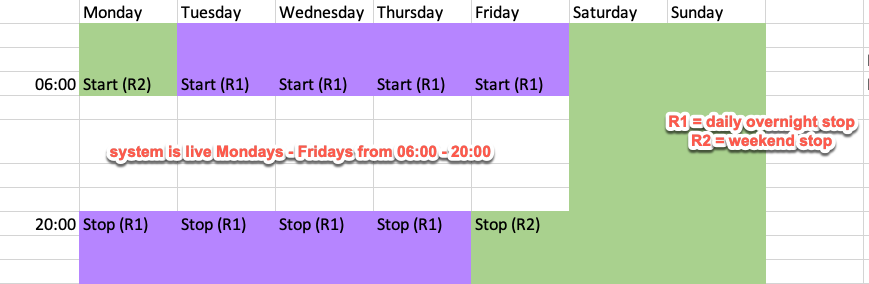 Monday Tuesday Wednesday Thursday Friday Saturday Sunday
06:00 Start (R2) Start (R1) Start (R1) Start (R1) Start (R1)
R1 = daily overnight stop
R2 = weekend stop
system is live Mondays - Fridays from 06:00 - 20:00
20:00 Stop (R1) Stop (R1) Stop (R1) Stop (R1) Stop (R2)